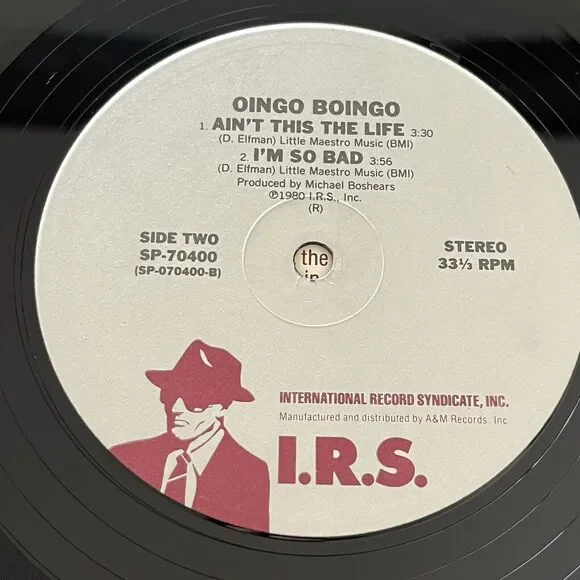 OINGO BOINGO
1. AIN'T THIS THE LIFE 3:30
(D. Elfman) Little Maestro Music (BMI)
2. I'M SO BAD 3:56
(D. Elfman) Little Maestro Music (BMI)
Produced by Michael Boshears
℗1980 I.R.S., Inc.
(R)
SIDE TWO
SP-70400
(SP-070400-B)
the
in
STEREO
33⅓ RPM
INTERNATIONAL RECORD SYNDICATE, INC.
Manufactured and distributed by A&M Records, Inc
I.R.S.